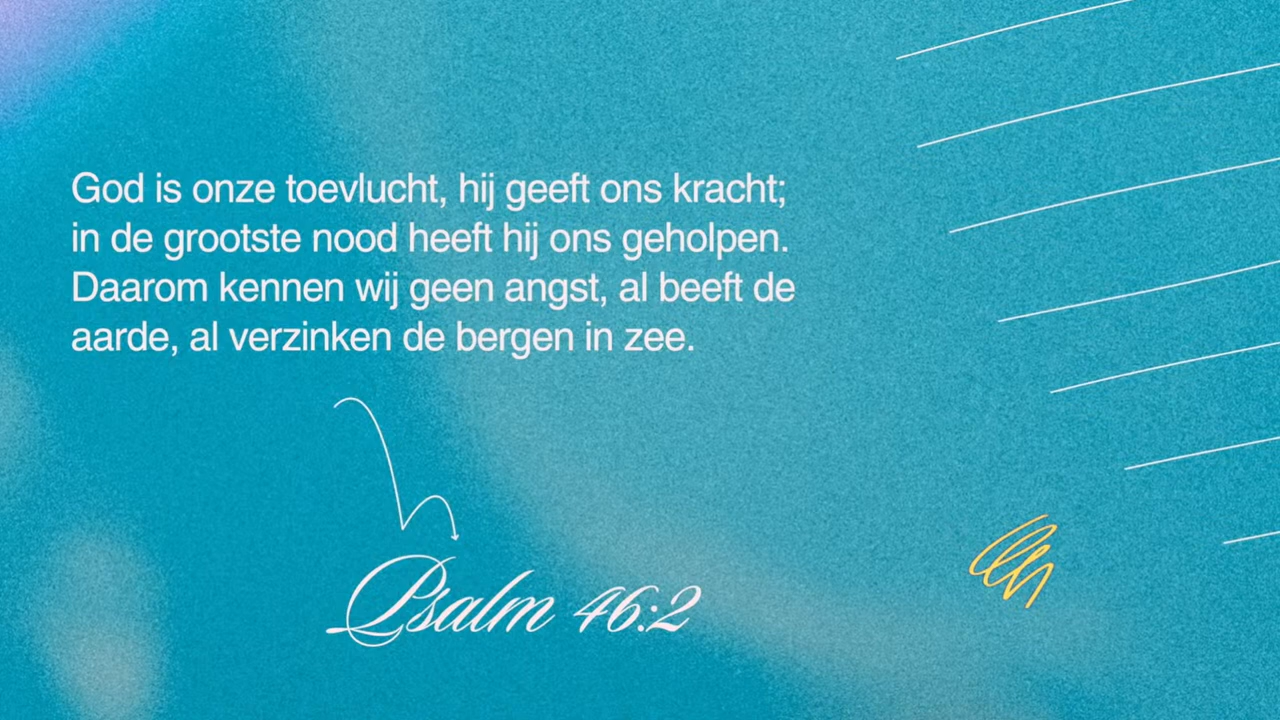 God is onze toevlucht, hij geeft ons kracht;
in de grootste nood heeft hij ons geholpen.
Daarom kennen wij geen angst, al beeft de
aarde, al verzinken de bergen in zee.
Psalm 46:2